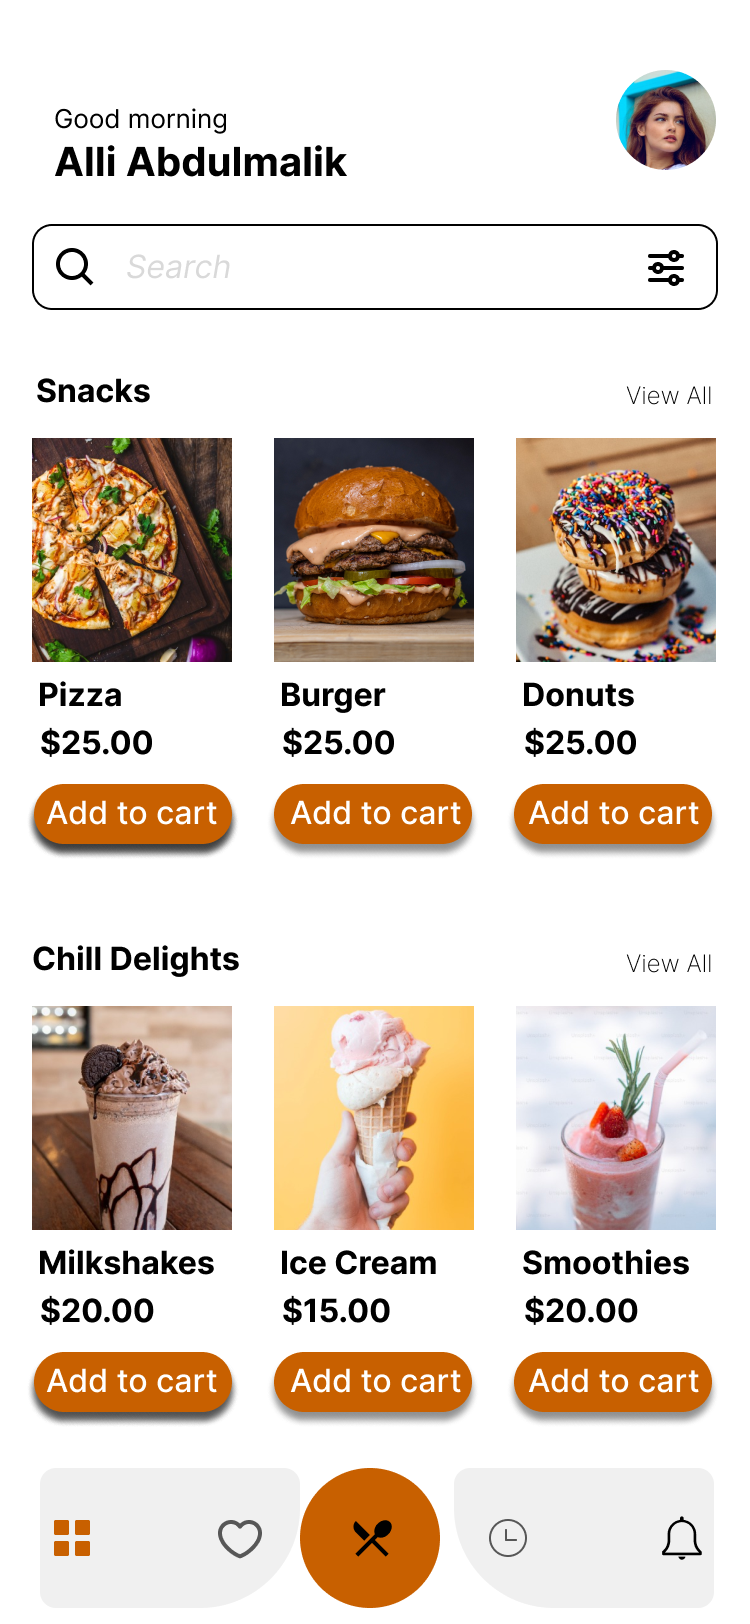 Good morning
Alli Abdulmalik
Search
Snacks
View All
Pizza
Burger
Donuts
$25.00
$25.00
$25.00
Add to cart
Add to cart
Add to cart
Chill Delights
View All
Milkshakes
Ice Cream
Smoothies
$20.00
$15.00
$20.00
Add to cart
Add to cart
Add to cart